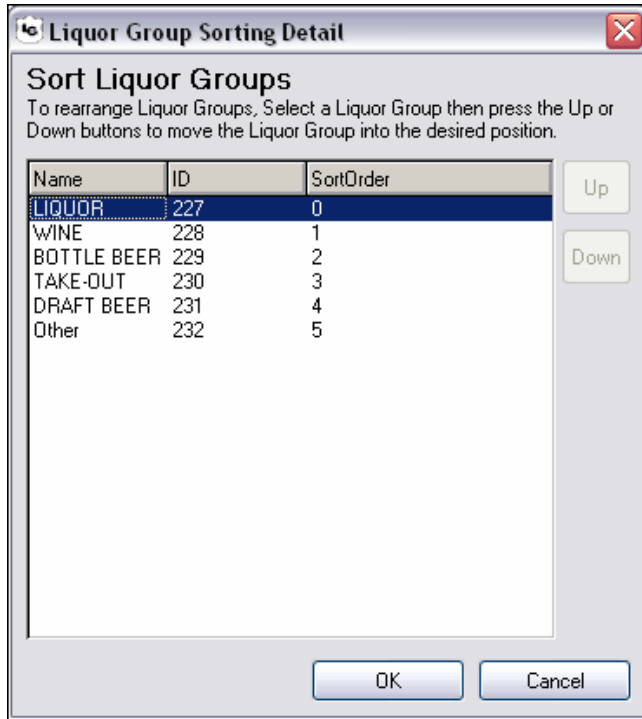 LG Liquor Group Sorting Detail
Sort Liquor Groups
To rearrange Liquor Groups, Select a Liquor Group then press the Up or
Down buttons to move the Liquor Group into the desired position.
Name ID SortOrder Up
LIQUOR 227 0
WINE 228 1
BOTTLE BEER 229 2 Down
TAKE-OUT 230 3
DRAFT BEER 231 4
Other 232 5
OK Cancel